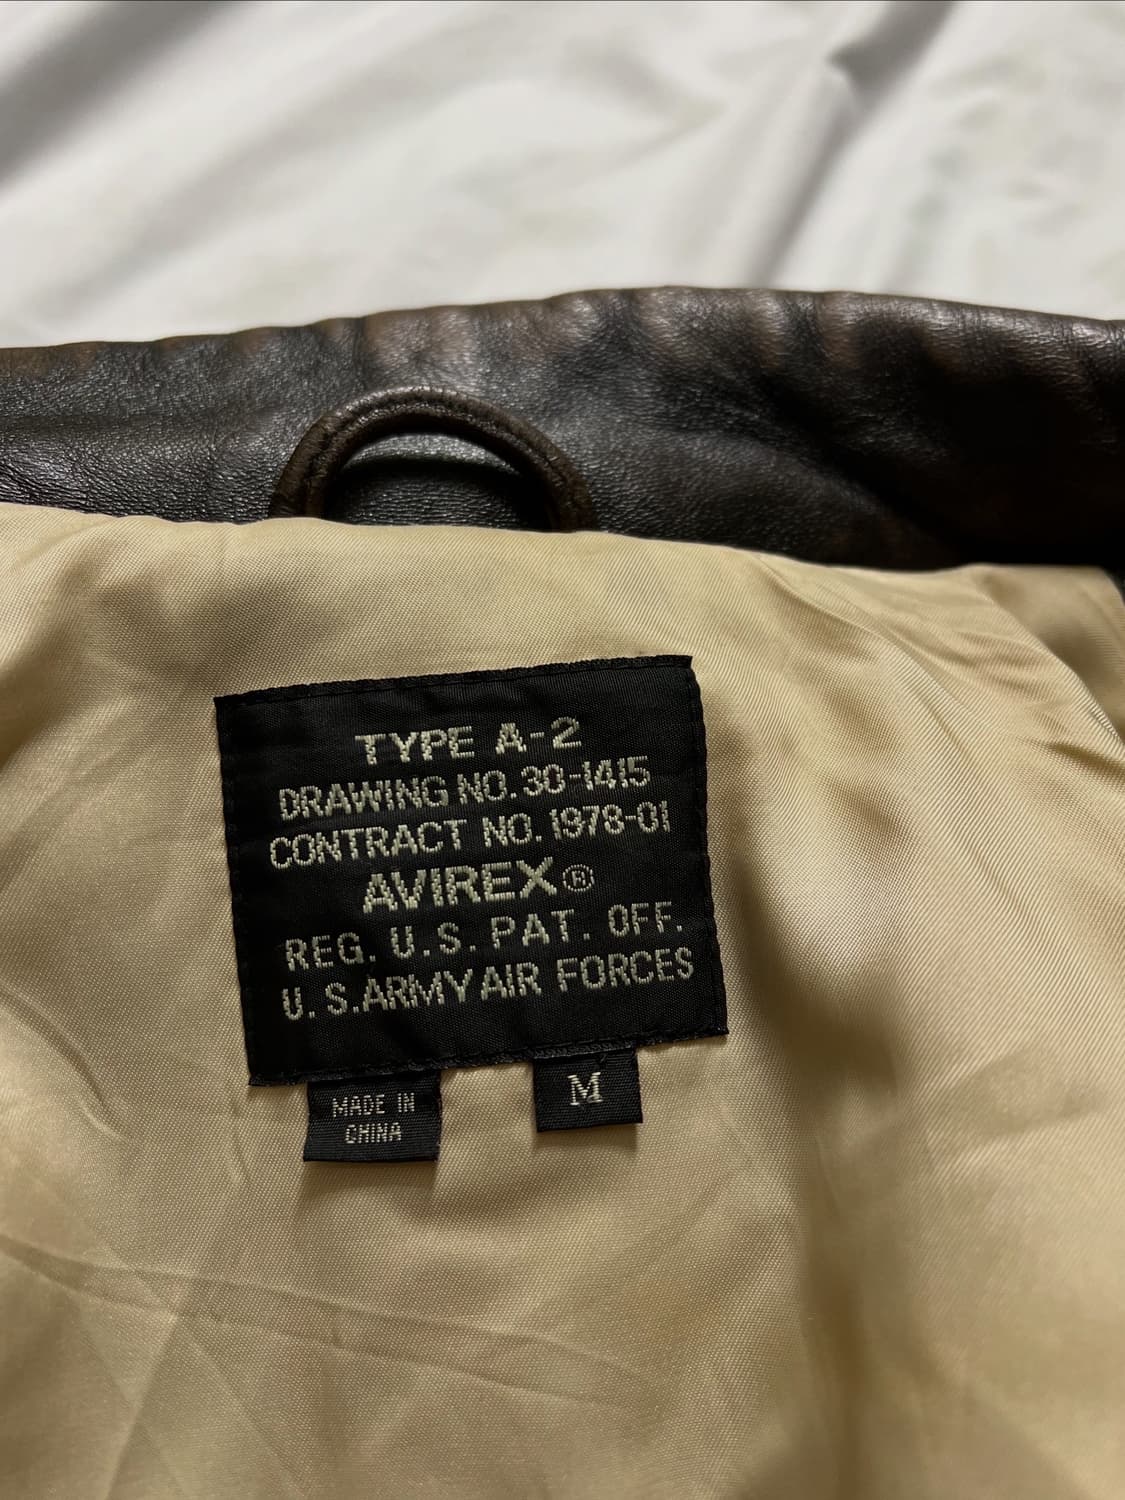 TYPE A-2
DRAWING NO. 30-1415
CONTRACT NO. 1978-01
AVIREX®
REG. U.S. PAT. OFF.
U. S. ARMY AIR FORCES
MADE IN
CHINA
M